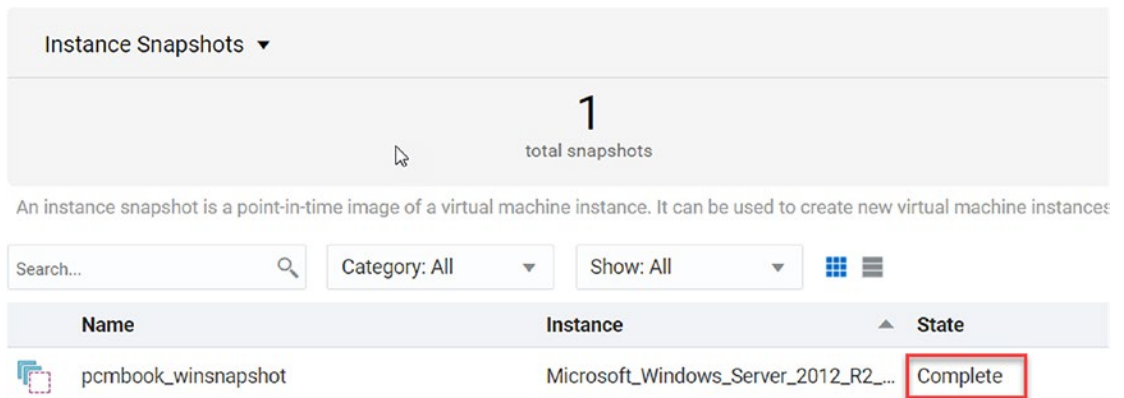 Instance Snapshots
1
total snapshots
An instance snapshot is a point-in-time image of a virtual machine instance. It can be used to create new virtual machine instances
Search...
Category: All
Show: All
Name Instance State
pcmbook_winsnapshot Microsoft_Windows_Server_2012_R2_... Complete